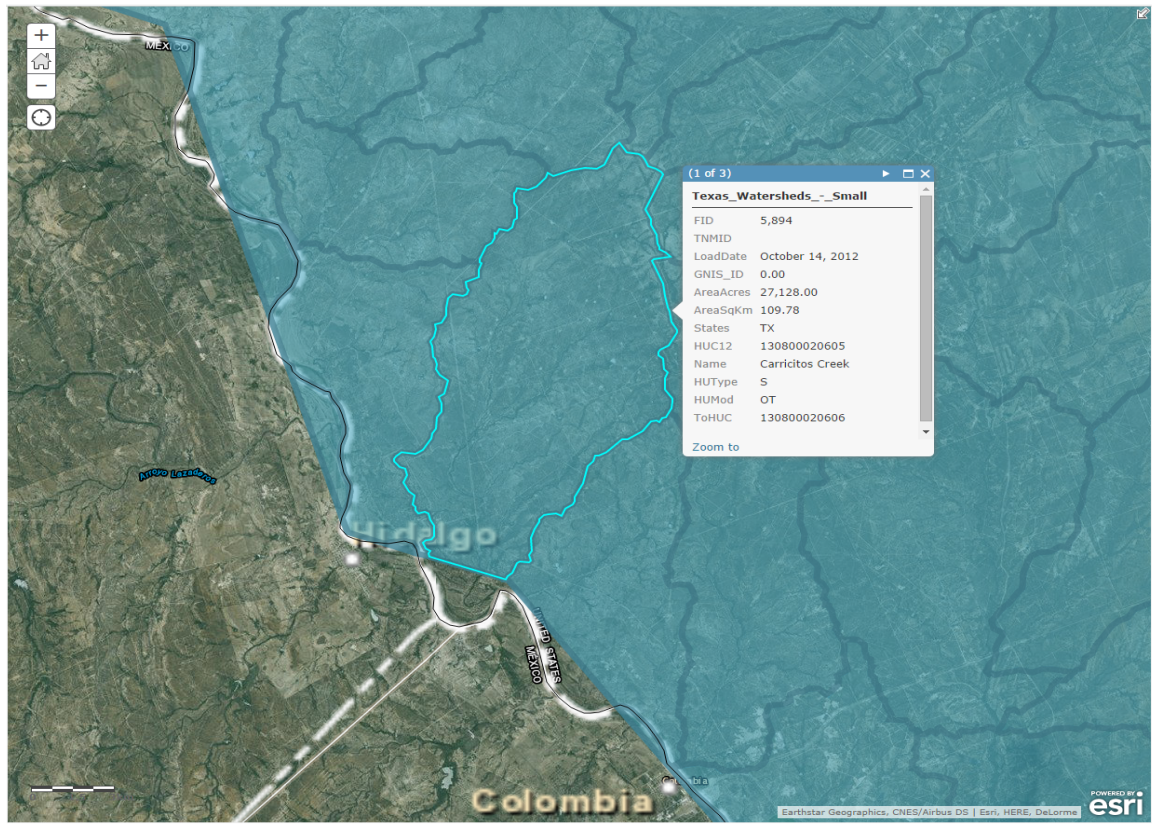 +
MEXICO
−
(1 of 3)
Texas_Watersheds_-_Small
FID 5,894
TNMID
LoadDate October 14, 2012
GNIS_ID 0.00
AreaAcres 27,128.00
AreaSqKm 109.78
States TX
HUC12 130800020605
Name Carricitos Creek
HUType S
HUMod OT
ToHUC 130800020606
Zoom to
Arroyo Lazaderos
Hidalgo
UNITED STATES
MEXICO
Colombia
Colombia
POWERED BY
esri
Earthstar Geographics, CNES/Airbus DS | Esri, HERE, DeLorme